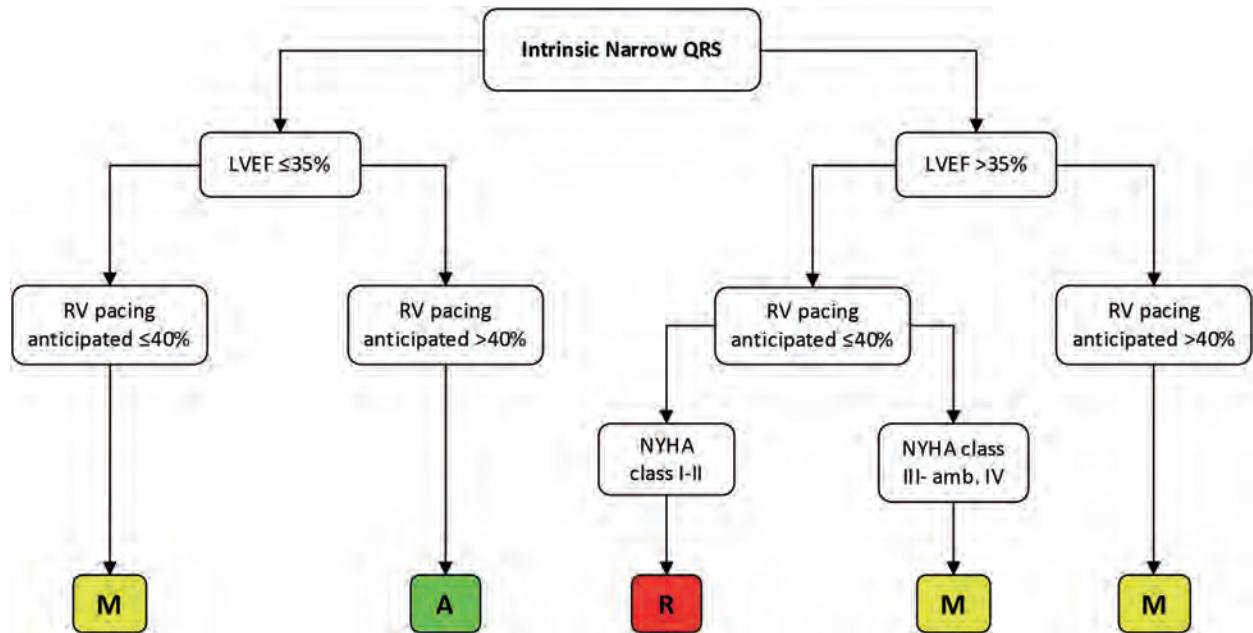 Intrinsic Narrow QRS
LVEF ≤35%
LVEF >35%
RV pacing
anticipated ≤40%
RV pacing
anticipated >40%
RV pacing
anticipated ≤40%
RV pacing
anticipated >40%
NYHA
class I-II
NYHA class
III- amb. IV
M
A
R
M
M